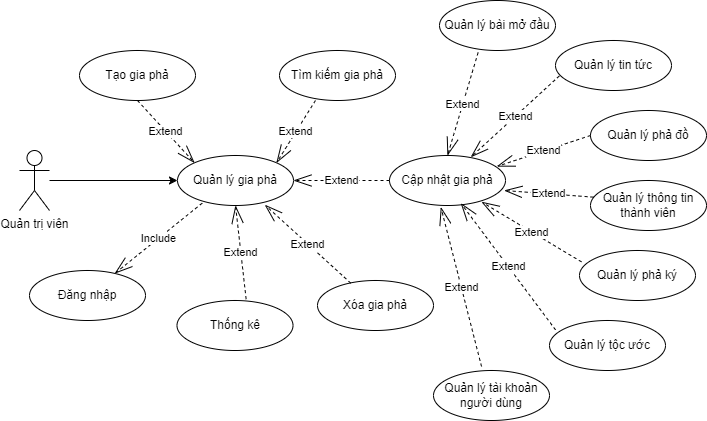 Quản lý bài mở đầu
Tạo gia phả
Tìm kiếm gia phả
Quản lý tin tức
Extend
Extend
Extend
Extend
Quản lý phả đồ
Extend
Quản lý gia phả
Extend
Cập nhật gia phả
Extend
Quản lý thông tin
thành viên
Quản trị viên
Include
Extend
Extend
Extend
Extend
Extend
Quản lý phả ký
Đăng nhập
Extend
Xóa gia phả
Thống kê
Quản lý tộc ước
Quản lý tài khoản
người dùng